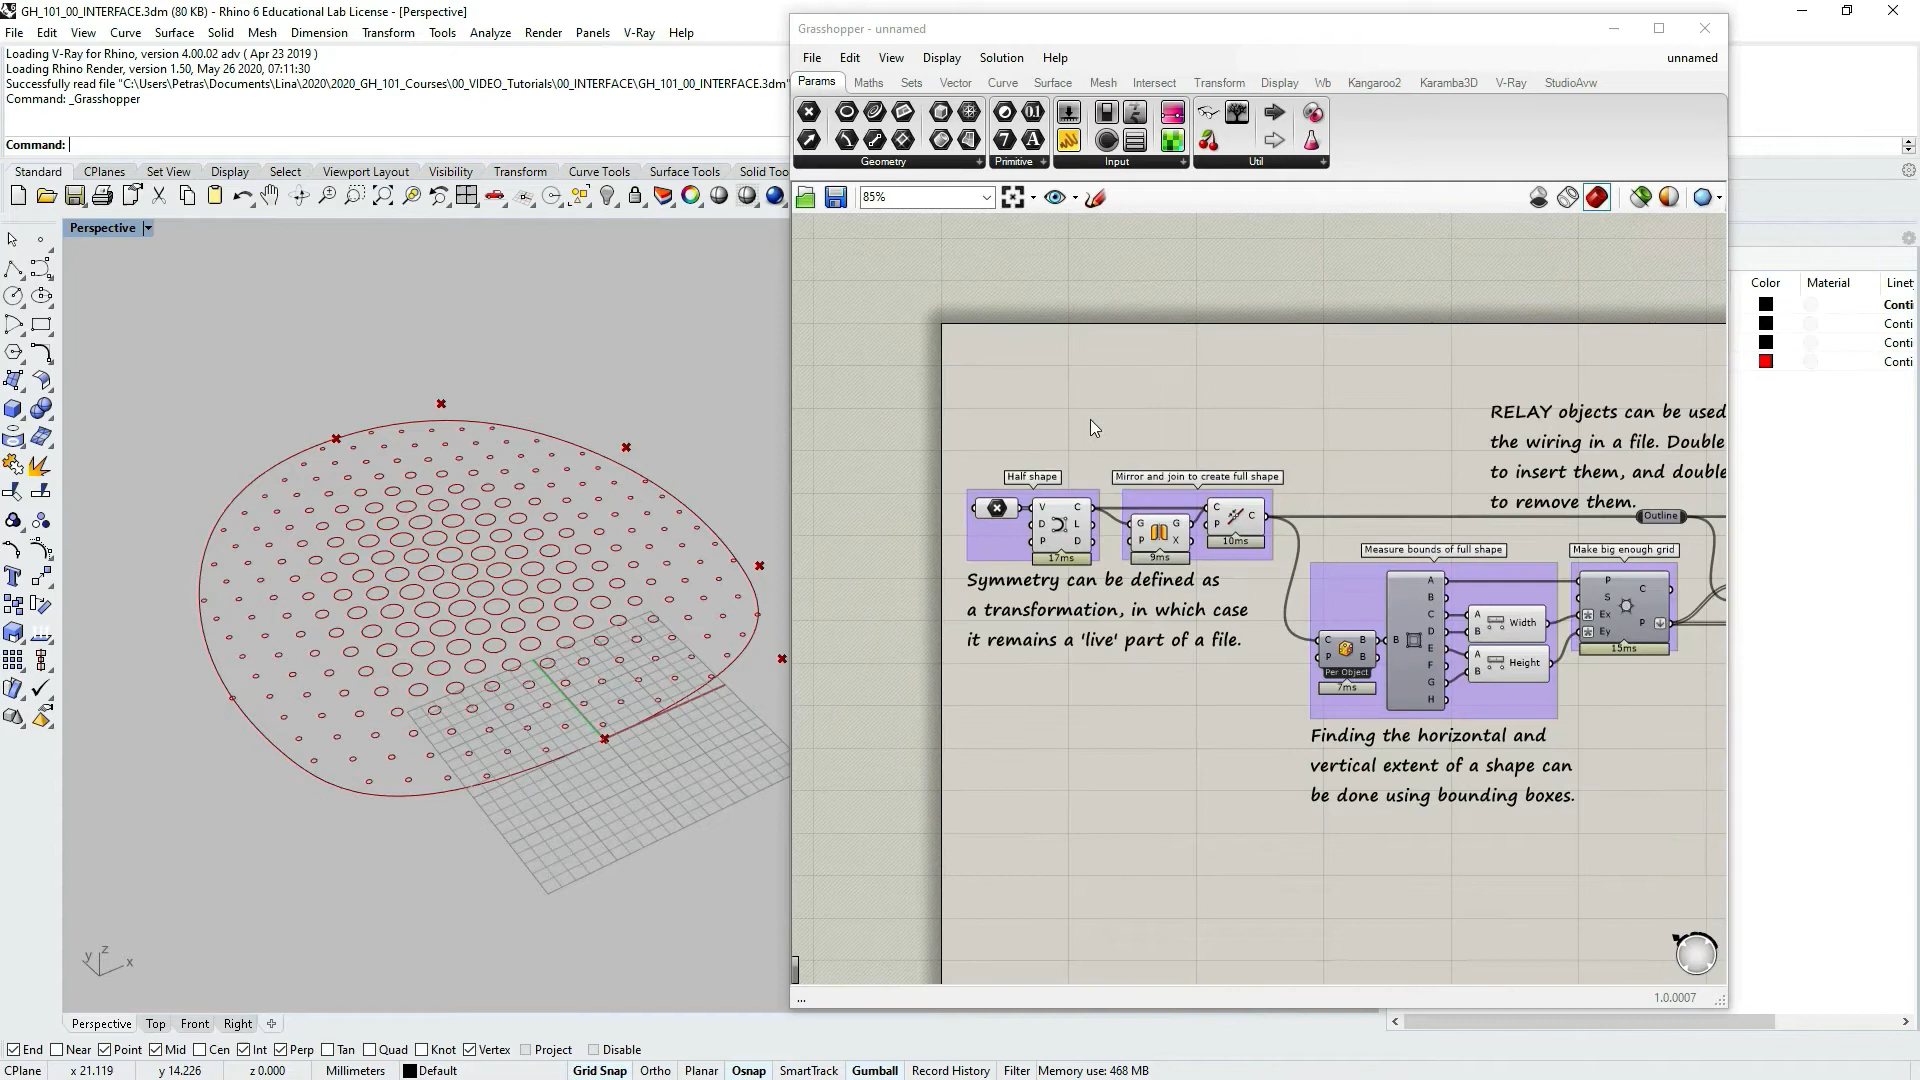 GH_101_00_INTERFACE.3dm (80 KB) - Rhino 6 Educational Lab License - [Perspective]
File Edit View Curve Surface Solid Mesh Dimension Transform Tools Analyze Render Panels V-Ray Help
Loading V-Ray for Rhino, version 4.00.02 adv ( Apr 23 2019 )
Loading Rhino Render, version 1.50, May 26 2020, 07:11:30
Successfully read file "C:\Users\Petras\Documents\Lina\2020\2020_GH_101_Courses\00_VIDEO_Tutorials\00_INTERFACE\GH_101_00_INTERFACE.3dm"
Command: _Grasshopper
Command:
Standard CPlanes Set View Display Select Viewport Layout Visibility Transform Curve Tools Surface Tools Solid Too
Perspective
Grasshopper - unnamed
File Edit View Display Solution Help unnamed
Params Maths Sets Vector Curve Surface Mesh Intersect Transform Display Wb Kangaroo2 Karamba3D V-Ray StudioAvw
Geometry Primitive Input Util
85%
Color Material Linet
Conti
Conti
Conti
Conti
RELAY objects can be used
the wiring in a file. Double
to insert them, and double
to remove them.
Half shape
Mirror and join to create full shape
V C
D L
P D
17ms
G G
P X
9ms
C C
P
10ms
Outline
Symmetry can be defined as
a transformation, in which case
it remains a 'live' part of a file.
Measure bounds of full shape
Make big enough grid
C B
P B
Per Object
7ms
B
A
B
C
D
E
F
G
H
A
B
Width
A
B
Height
P
S C
Ex
Ey P
15ms
Finding the horizontal and
vertical extent of a shape can
be done using bounding boxes.
... 1.0.0007
z
y
x
Perspective Top Front Right
End Near Point Mid Cen Int Perp Tan Quad Knot Vertex Project Disable
CPlane x 21.119 y 14.226 z 0.000 Millimeters Default Grid Snap Ortho Planar Osnap SmartTrack Gumball Record History Filter Memory use: 468 MB